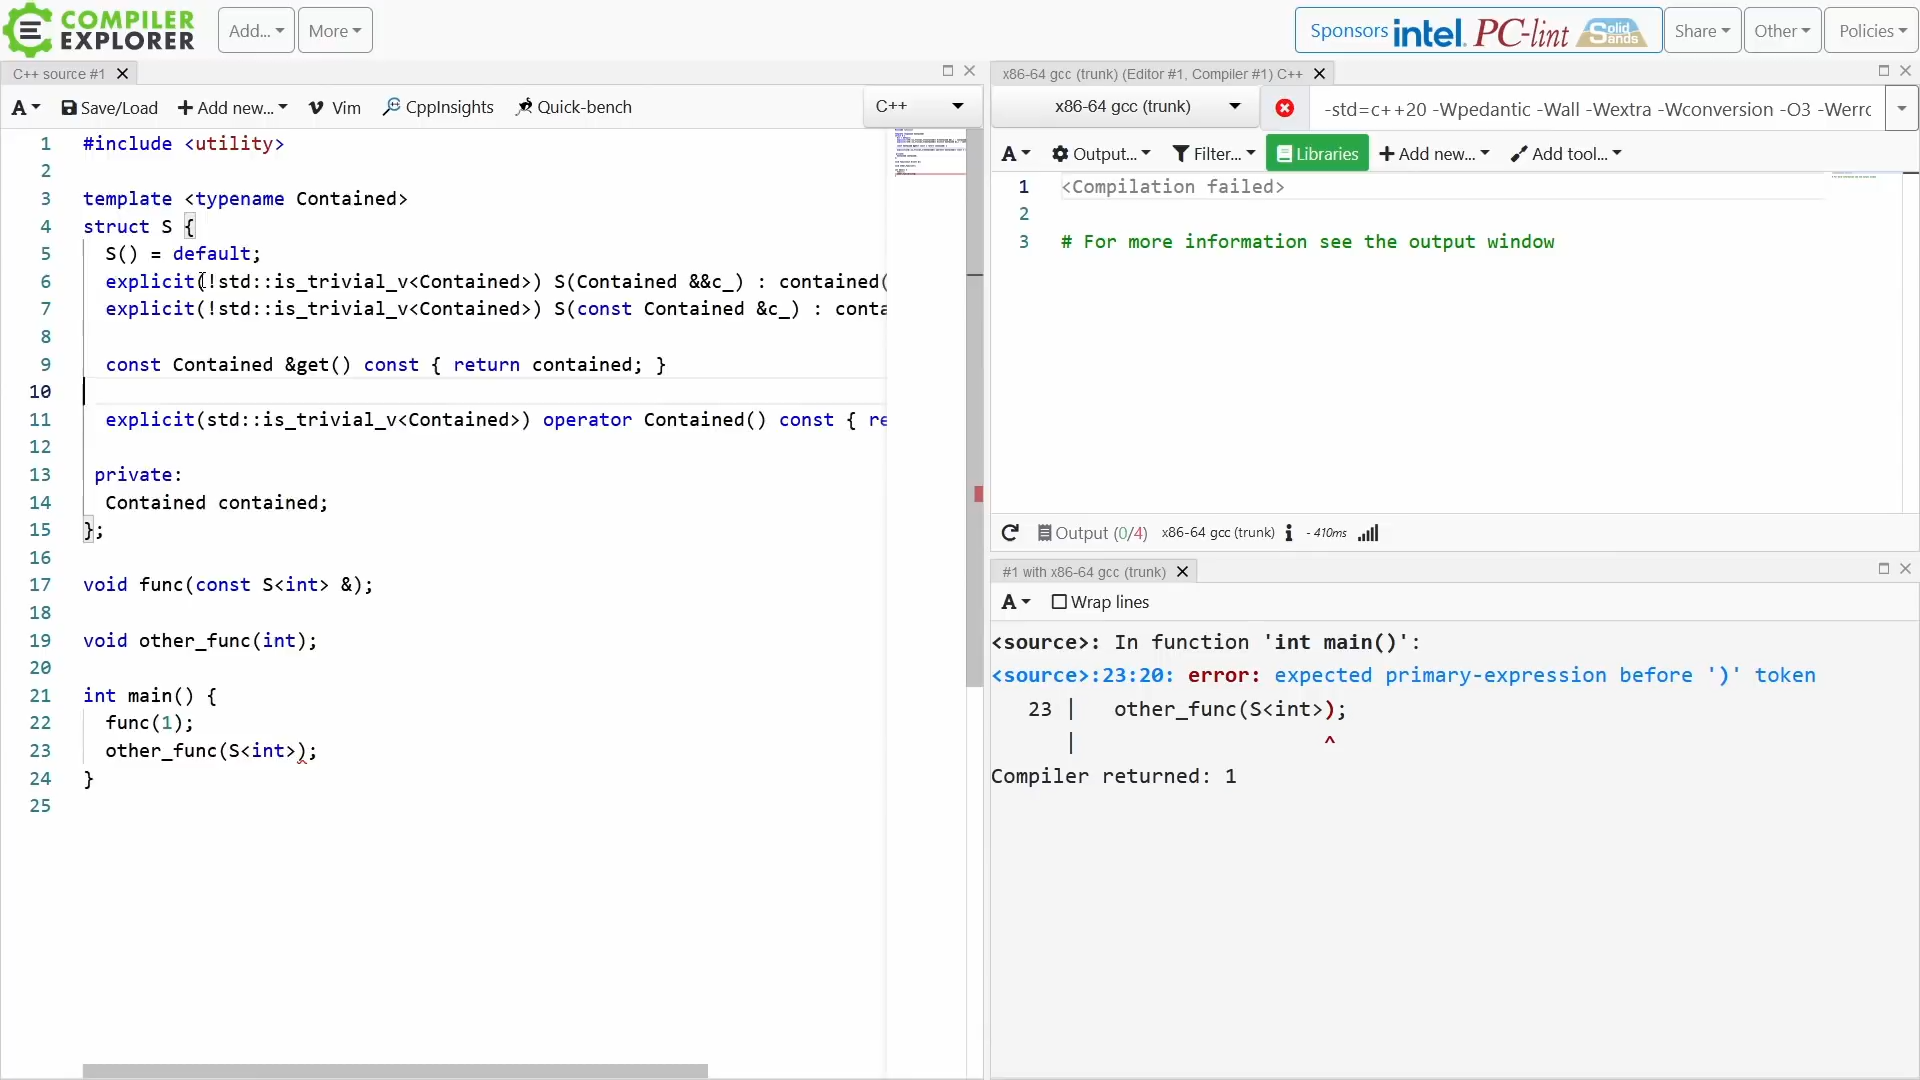 COMPILER EXPLORER
Add...
More
Sponsors intel. PC-lint Solid Sands
Share
Other
Policies
C++ source #1
A
Save/Load
Add new...
Vim
CppInsights
Quick-bench
C++
1 #include <utility>
2
3 template <typename Contained>
4 struct S {
5 S() = default;
6 explicit(!std::is_trivial_v<Contained>) S(Contained &&c_) : contained(
7 explicit(!std::is_trivial_v<Contained>) S(const Contained &c_) : conta
8
9 const Contained &get() const { return contained; }
10
11 explicit(std::is_trivial_v<Contained>) operator Contained() const { re
12
13 private:
14 Contained contained;
15 };
16
17 void func(const S<int> &);
18
19 void other_func(int);
20
21 int main() {
22 func(1);
23 other_func(S<int>);
24 }
25
x86-64 gcc (trunk) (Editor #1, Compiler #1) C++
x86-64 gcc (trunk)
-std=c++20 -Wpedantic -Wall -Wextra -Wconversion -O3 -Werrc
A
Output...
Filter...
Libraries
Add new...
Add tool...
1 <Compilation failed>
2
3 # For more information see the output window
Output (0/4) x86-64 gcc (trunk) i - 410ms
#1 with x86-64 gcc (trunk)
A
Wrap lines
<source>: In function 'int main()':
<source>:23:20: error: expected primary-expression before ')' token
23 | other_func(S<int>);
| ^
Compiler returned: 1